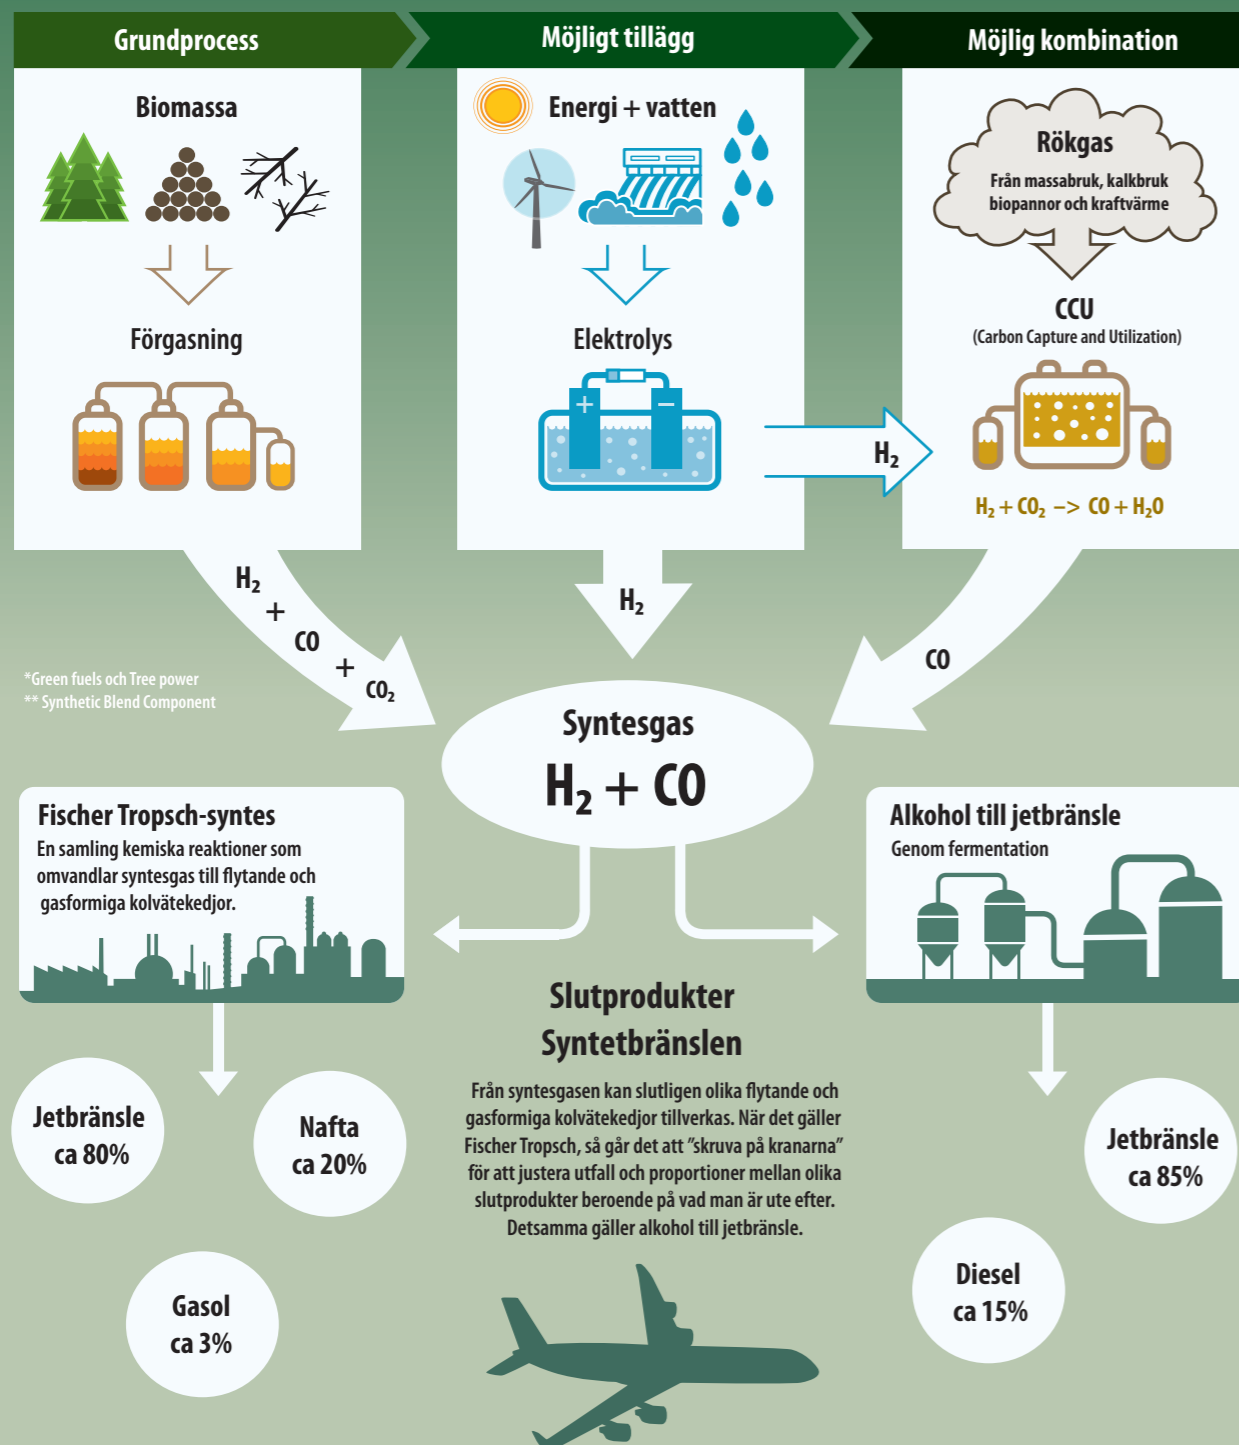 Grundprocess
Möjligt tillägg
Möjlig kombination
Biomassa
Förgasning
Energi + vatten
Elektrolys
+
−
H₂
Rökgas
Från massabruk, kalkbruk
biopannor och kraftvärme
CCU
(Carbon Capture and Utilization)
H₂ + CO₂ –> CO + H₂O
H₂
+
CO
+
CO₂
H₂
CO
*Green fuels och Tree power
** Synthetic Blend Component
Syntesgas
H₂ + CO
Fischer Tropsch-syntes
En samling kemiska reaktioner som
omvandlar syntesgas till flytande och
gasformiga kolvätekedjor.
Alkohol till jetbränsle
Genom fermentation
Slutprodukter
Syntetbränslen
Från syntesgasen kan slutligen olika flytande och
gasformiga kolvätekedjor tillverkas. När det gäller
Fischer Tropsch, så går det att ”skruva på kranarna”
för att justera utfall och proportioner mellan olika
slutprodukter beroende på vad man är ute efter.
Detsamma gäller alkohol till jetbränsle.
Jetbränsle
ca 80%
Nafta
ca 20%
Gasol
ca 3%
Jetbränsle
ca 85%
Diesel
ca 15%